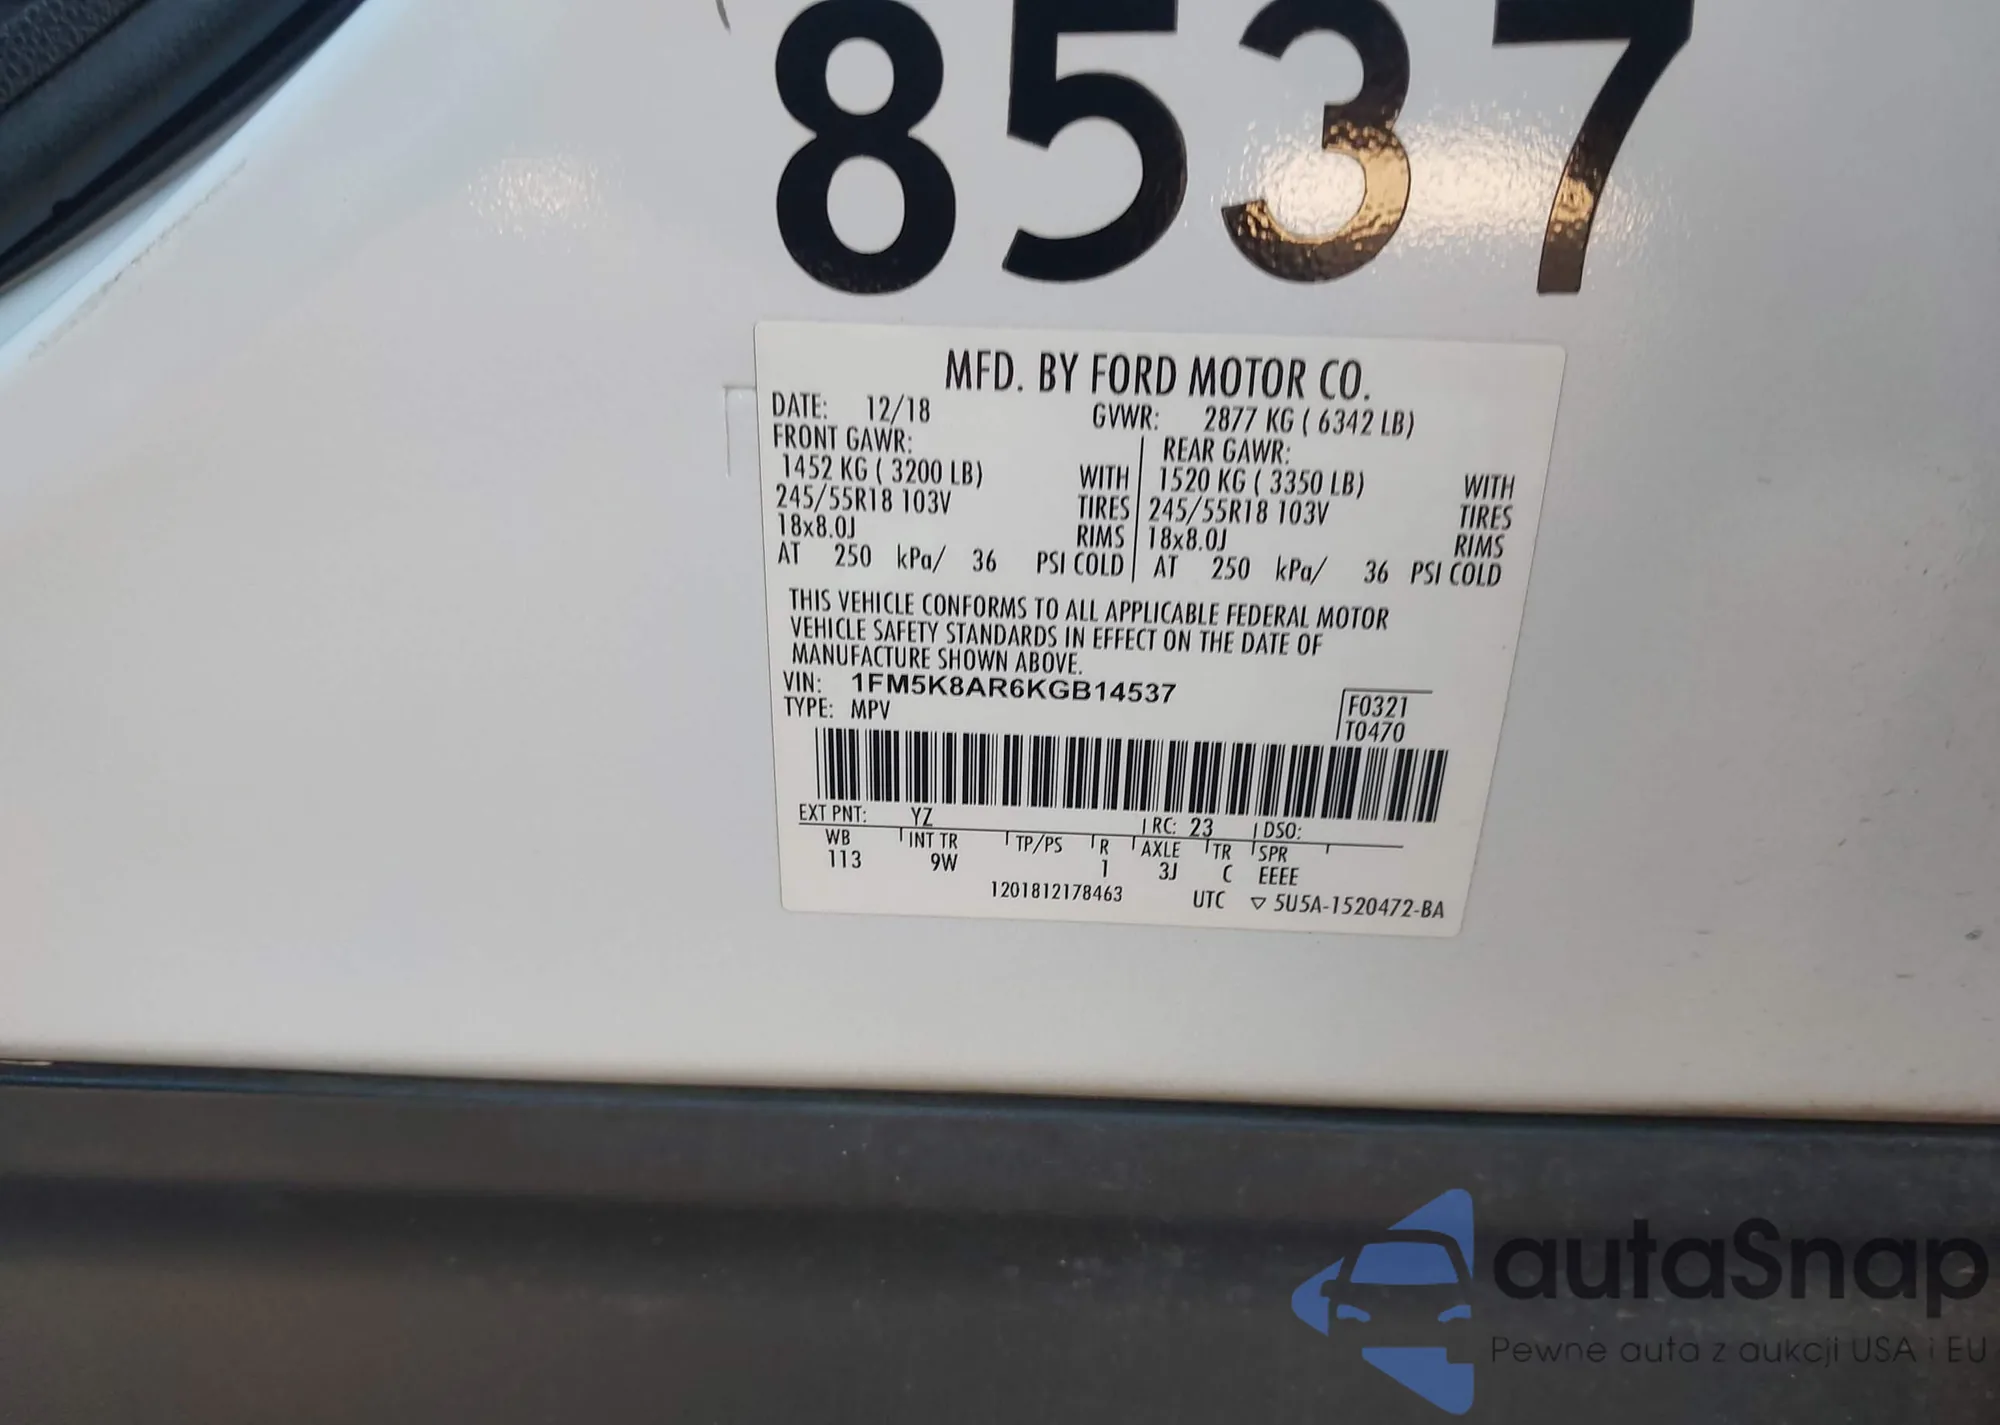 8537
MFD. BY FORD MOTOR CO.
DATE: 12/18 GVWR: 2877 KG ( 6342 LB)
FRONT GAWR: REAR GAWR:
1452 KG ( 3200 LB) WITH 1520 KG ( 3350 LB) WITH
245/55R18 103V TIRES 245/55R18 103V TIRES
18x8.0J RIMS 18x8.0J RIMS
AT 250 kPa/ 36 PSI COLD AT 250 kPa/ 36 PSI COLD
THIS VEHICLE CONFORMS TO ALL APPLICABLE FEDERAL MOTOR
VEHICLE SAFETY STANDARDS IN EFFECT ON THE DATE OF
MANUFACTURE SHOWN ABOVE.
VIN: 1FM5K8AR6KGB14537
TYPE: MPV F0321
T0470
EXT PNT: YZ RC: 23 DSO:
WB INT TR TP/PS R AXLE TR SPR
113 9W 1 3J C EEEE
1201812178463 UTC ▽ 5U5A-1520472-BA
autaSnap
Pewne auta z aukcji USA i EU